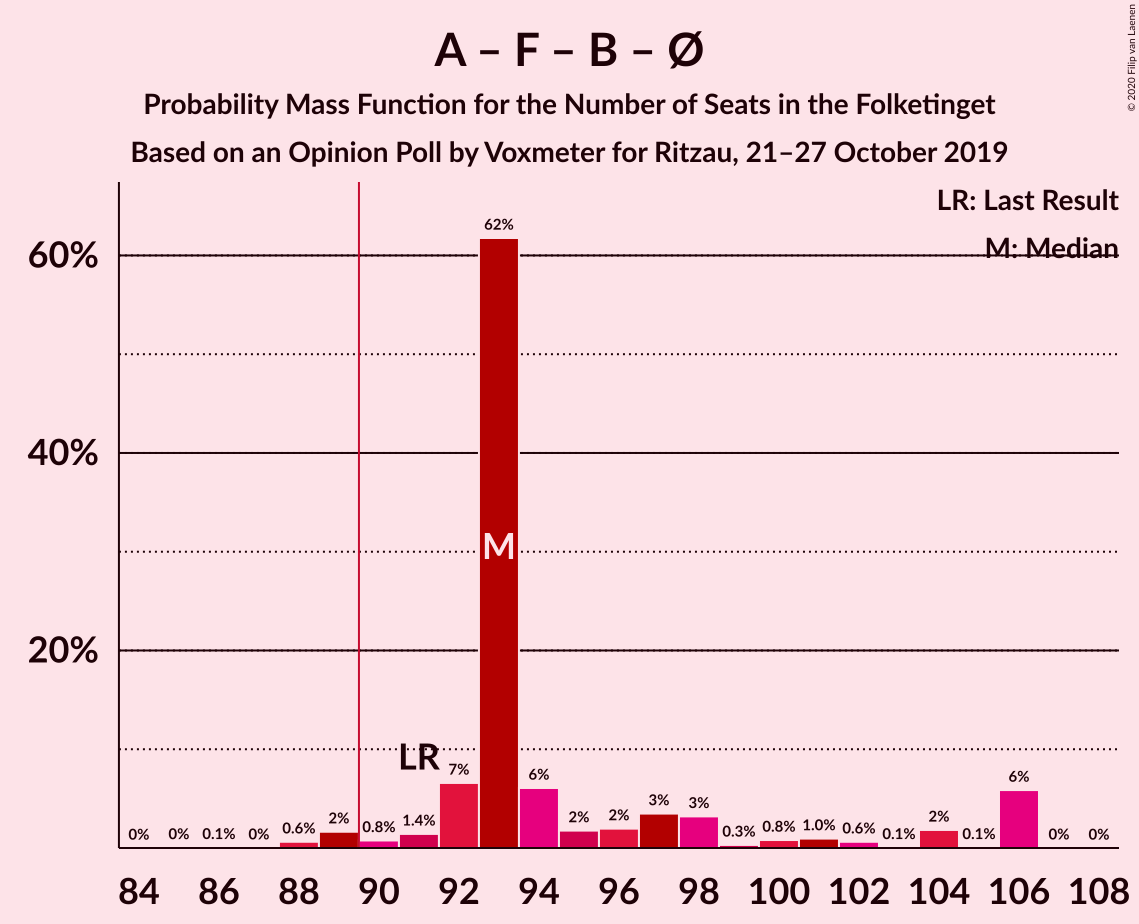 A – F – B – Ø
Probability Mass Function for the Number of Seats in the Folketinget
Based on an Opinion Poll by Voxmeter for Ritzau, 21–27 October 2019
© 2020 Filip van Laenen
LR: Last Result
M: Median
60%
40%
20%
62%
M
LR
0% 0% 0.1% 0% 0.6% 2% 0.8% 1.4% 7% 6% 2% 2% 3% 3% 0.3% 0.8% 1.0% 0.6% 0.1% 2% 0.1% 6% 0% 0%
84 86 88 90 92 94 96 98 100 102 104 106 108